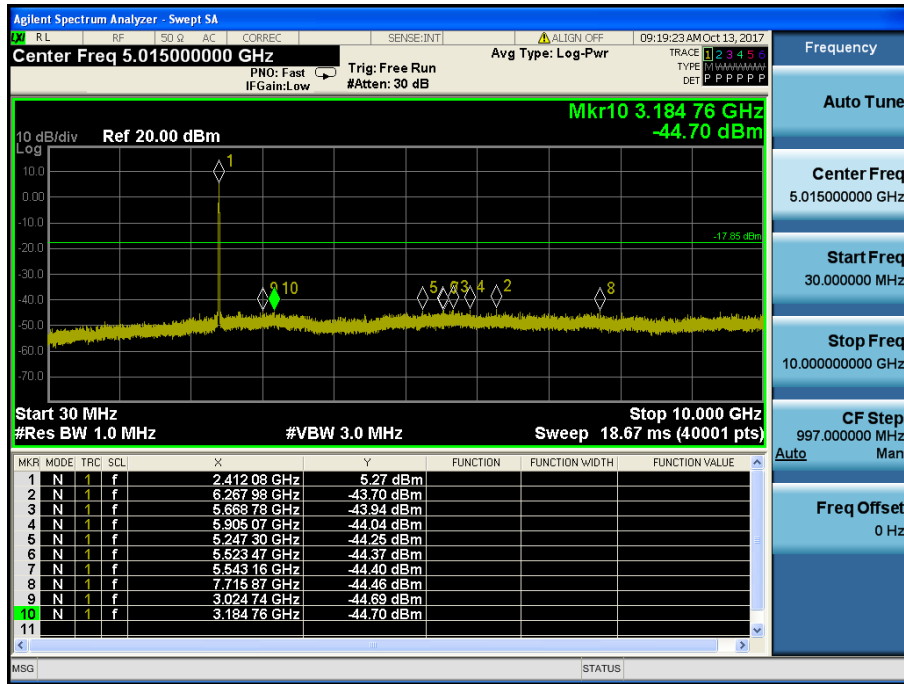 Agilent Spectrum Analyzer - Swept SA
LXI RL RF 50 Ω AC CORREC SENSE:INT ALIGN OFF 09:19:23 AM Oct 13, 2017
Center Freq 5.015000000 GHz
PNO: Fast
IFGain:Low
Trig: Free Run
#Atten: 30 dB
Avg Type: Log-Pwr
TRACE 1 2 3 4 5 6
TYPE MWWWWW
DET P P P P P P
Mkr10 3.184 76 GHz
-44.70 dBm
10 dB/div Ref 20.00 dBm
Log
10.0
0.00
-10.0
-20.0
-30.0
-40.0
-50.0
-60.0
-70.0
-17.65 dBm
1
9 10 5 3 4 2 8
Start 30 MHz Stop 10.000 GHz
#Res BW 1.0 MHz #VBW 3.0 MHz Sweep 18.67 ms (40001 pts)
MKR MODE TRC SCL X Y FUNCTION FUNCTION WIDTH FUNCTION VALUE
1 N 1 f 2.412 08 GHz 5.27 dBm
2 N 1 f 6.267 98 GHz -43.70 dBm
3 N 1 f 5.668 78 GHz -43.94 dBm
4 N 1 f 5.905 07 GHz -44.04 dBm
5 N 1 f 5.247 30 GHz -44.25 dBm
6 N 1 f 5.523 47 GHz -44.37 dBm
7 N 1 f 5.543 16 GHz -44.40 dBm
8 N 1 f 7.715 87 GHz -44.46 dBm
9 N 1 f 3.024 74 GHz -44.69 dBm
10 N 1 f 3.184 76 GHz -44.70 dBm
11
MSG STATUS
Frequency
Auto Tune
Center Freq
5.015000000 GHz
Start Freq
30.000000 MHz
Stop Freq
10.000000000 GHz
CF Step
997.000000 MHz
Auto Man
Freq Offset
0 Hz